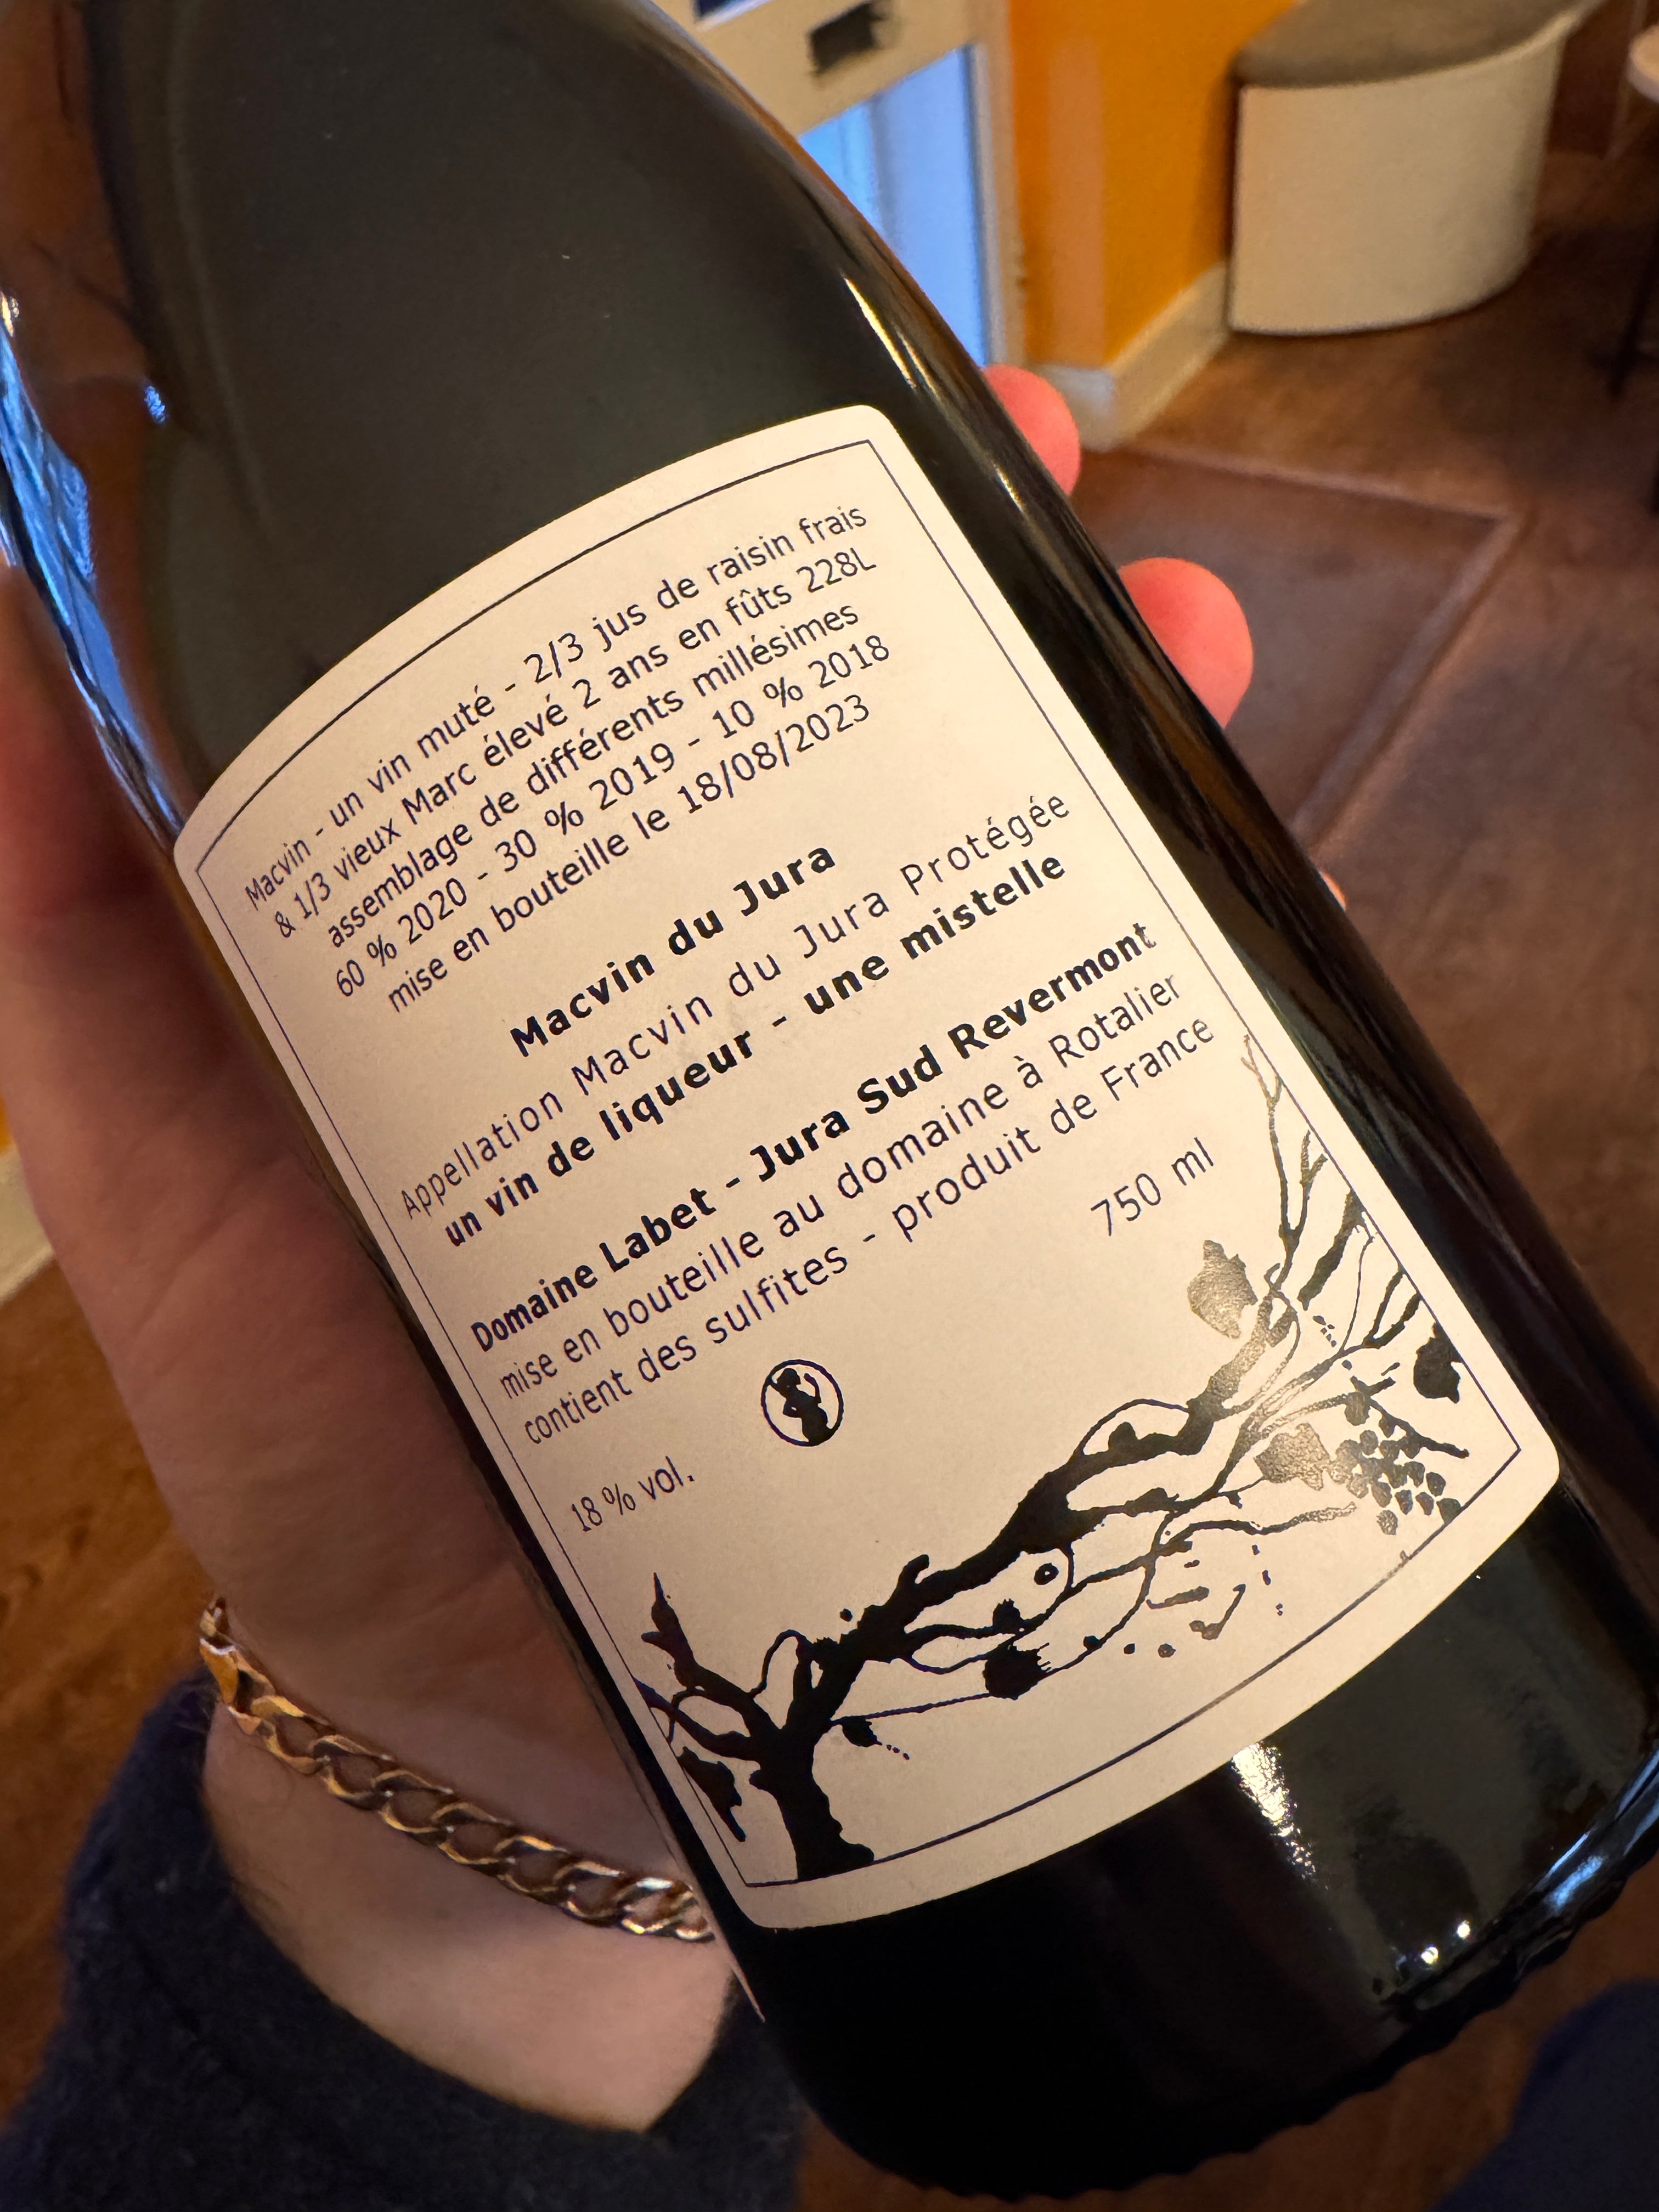 Macvin - un vin muté - 2/3 jus de raisin frais
& 1/3 vieux Marc élevé 2 ans en fûts 228L
assemblage de différents millésimes
60 % 2020 - 30 % 2019 - 10 % 2018
mise en bouteille le 18/08/2023
Macvin du Jura
Appellation Macvin du Jura Protégée
un vin de liqueur - une mistelle
Domaine Labet - Jura Sud Revermont
mise en bouteille au domaine à Rotalier
contient des sulfites - produit de France
750 ml
18 % vol.